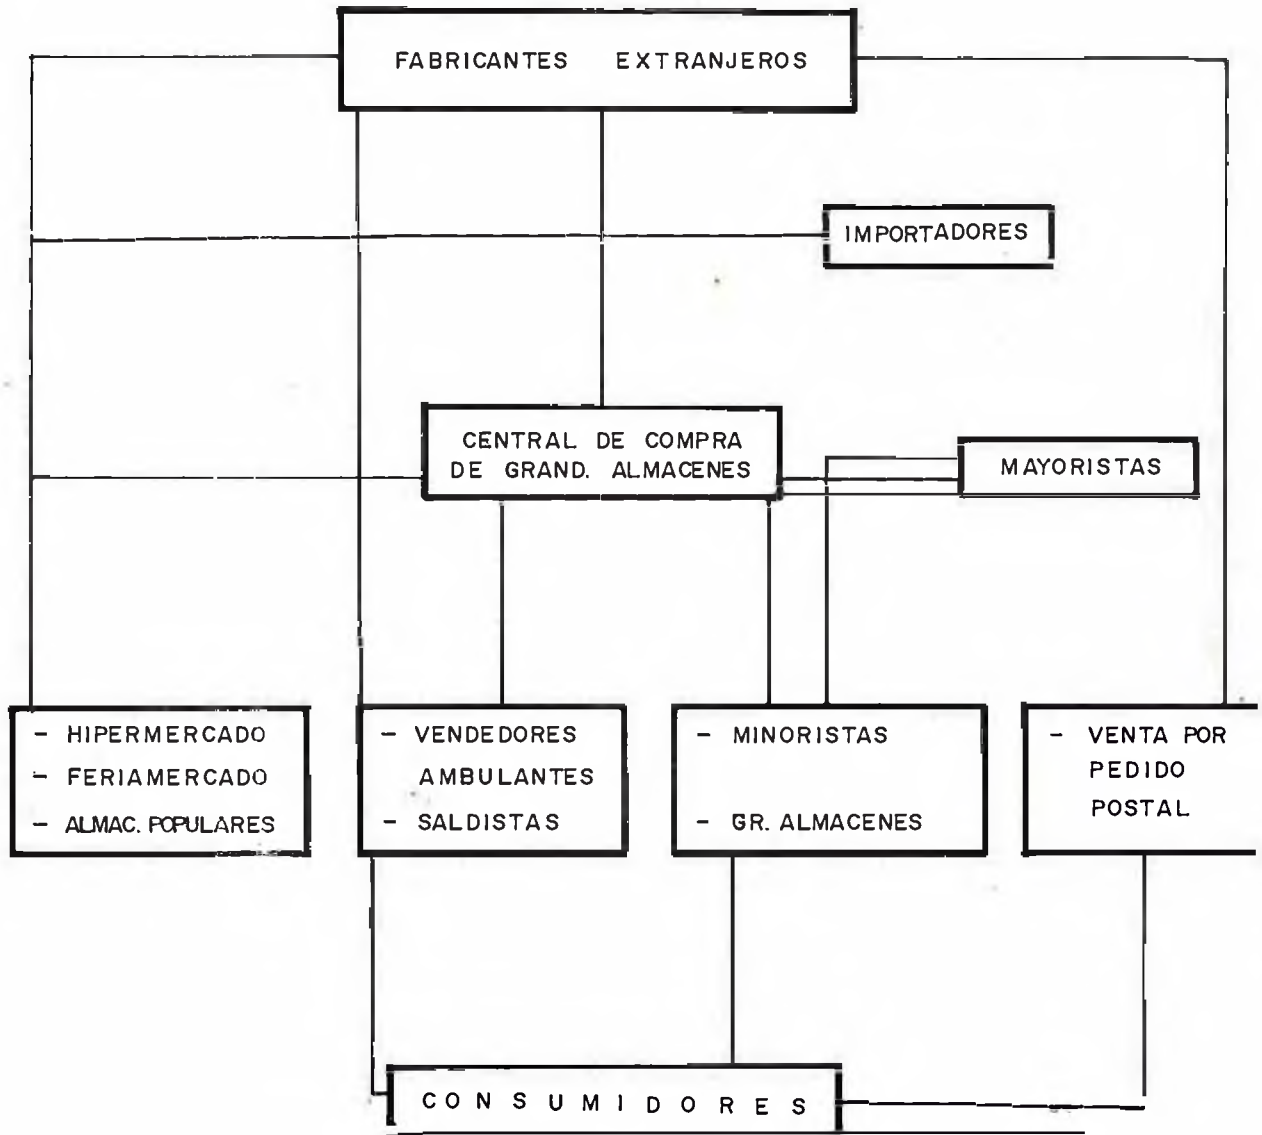 FABRICANTES EXTRANJEROS
IMPORTADORES
CENTRAL DE COMPRA
DE GRAND. ALMACENES
MAYORISTAS
- HIPERMERCADO
- FERIAMERCADO
- ALMAC. POPULARES
- VENDEDORES
AMBULANTES
- SALDISTAS
- MINORISTAS
- GR. ALMACENES
- VENTA POR
PEDIDO
POSTAL
CONSUMIDORES